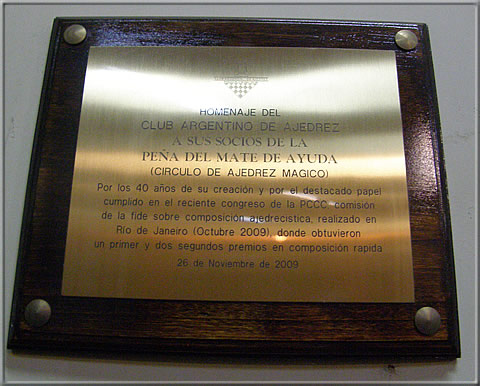 HOMENAJE DEL
CLUB ARGENTINO DE AJEDREZ
A SUS SOCIOS DE LA
PEÑA DEL MATE DE AYUDA
(CIRCULO DE AJEDREZ MAGICO)
Por los 40 años de su creación y por el destacado papel
cumplido en el reciente congreso de la PCCC, comisión
de la fide sobre composición ajedrecística, realizado en
Río de Janeiro (Octubre 2009), donde obtuvieron
un primer y dos segundos premios en composición rapida
26 de Noviembre de 2009